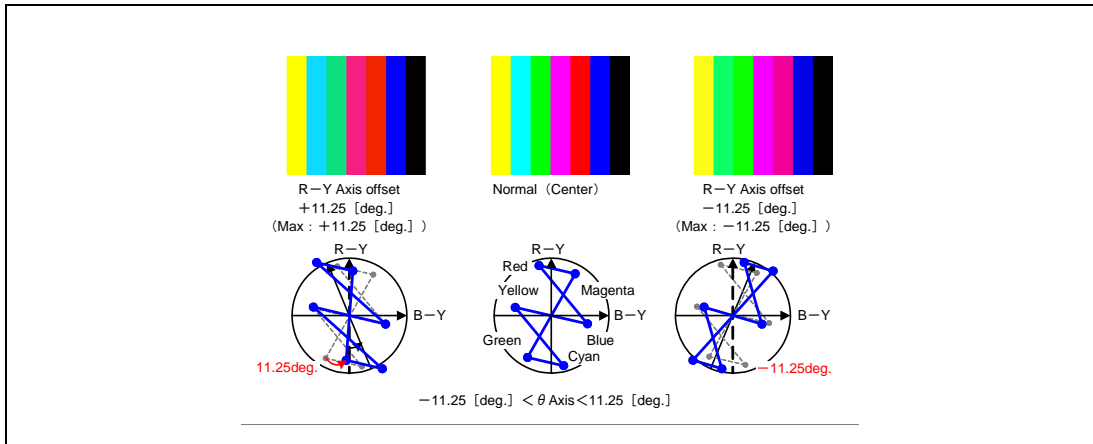 R－Y Axis offset
＋11.25［deg.］
（Max：＋11.25［deg.］）
Normal（Center）
R－Y Axis offset
－11.25［deg.］
（Max：－11.25［deg.］）
R－Y
B－Y
11.25deg.
R－Y
Red
Yellow
Magenta
B－Y
Green
Blue
Cyan
R－Y
B－Y
－11.25deg.
－11.25［deg.］＜θ Axis＜11.25［deg.］